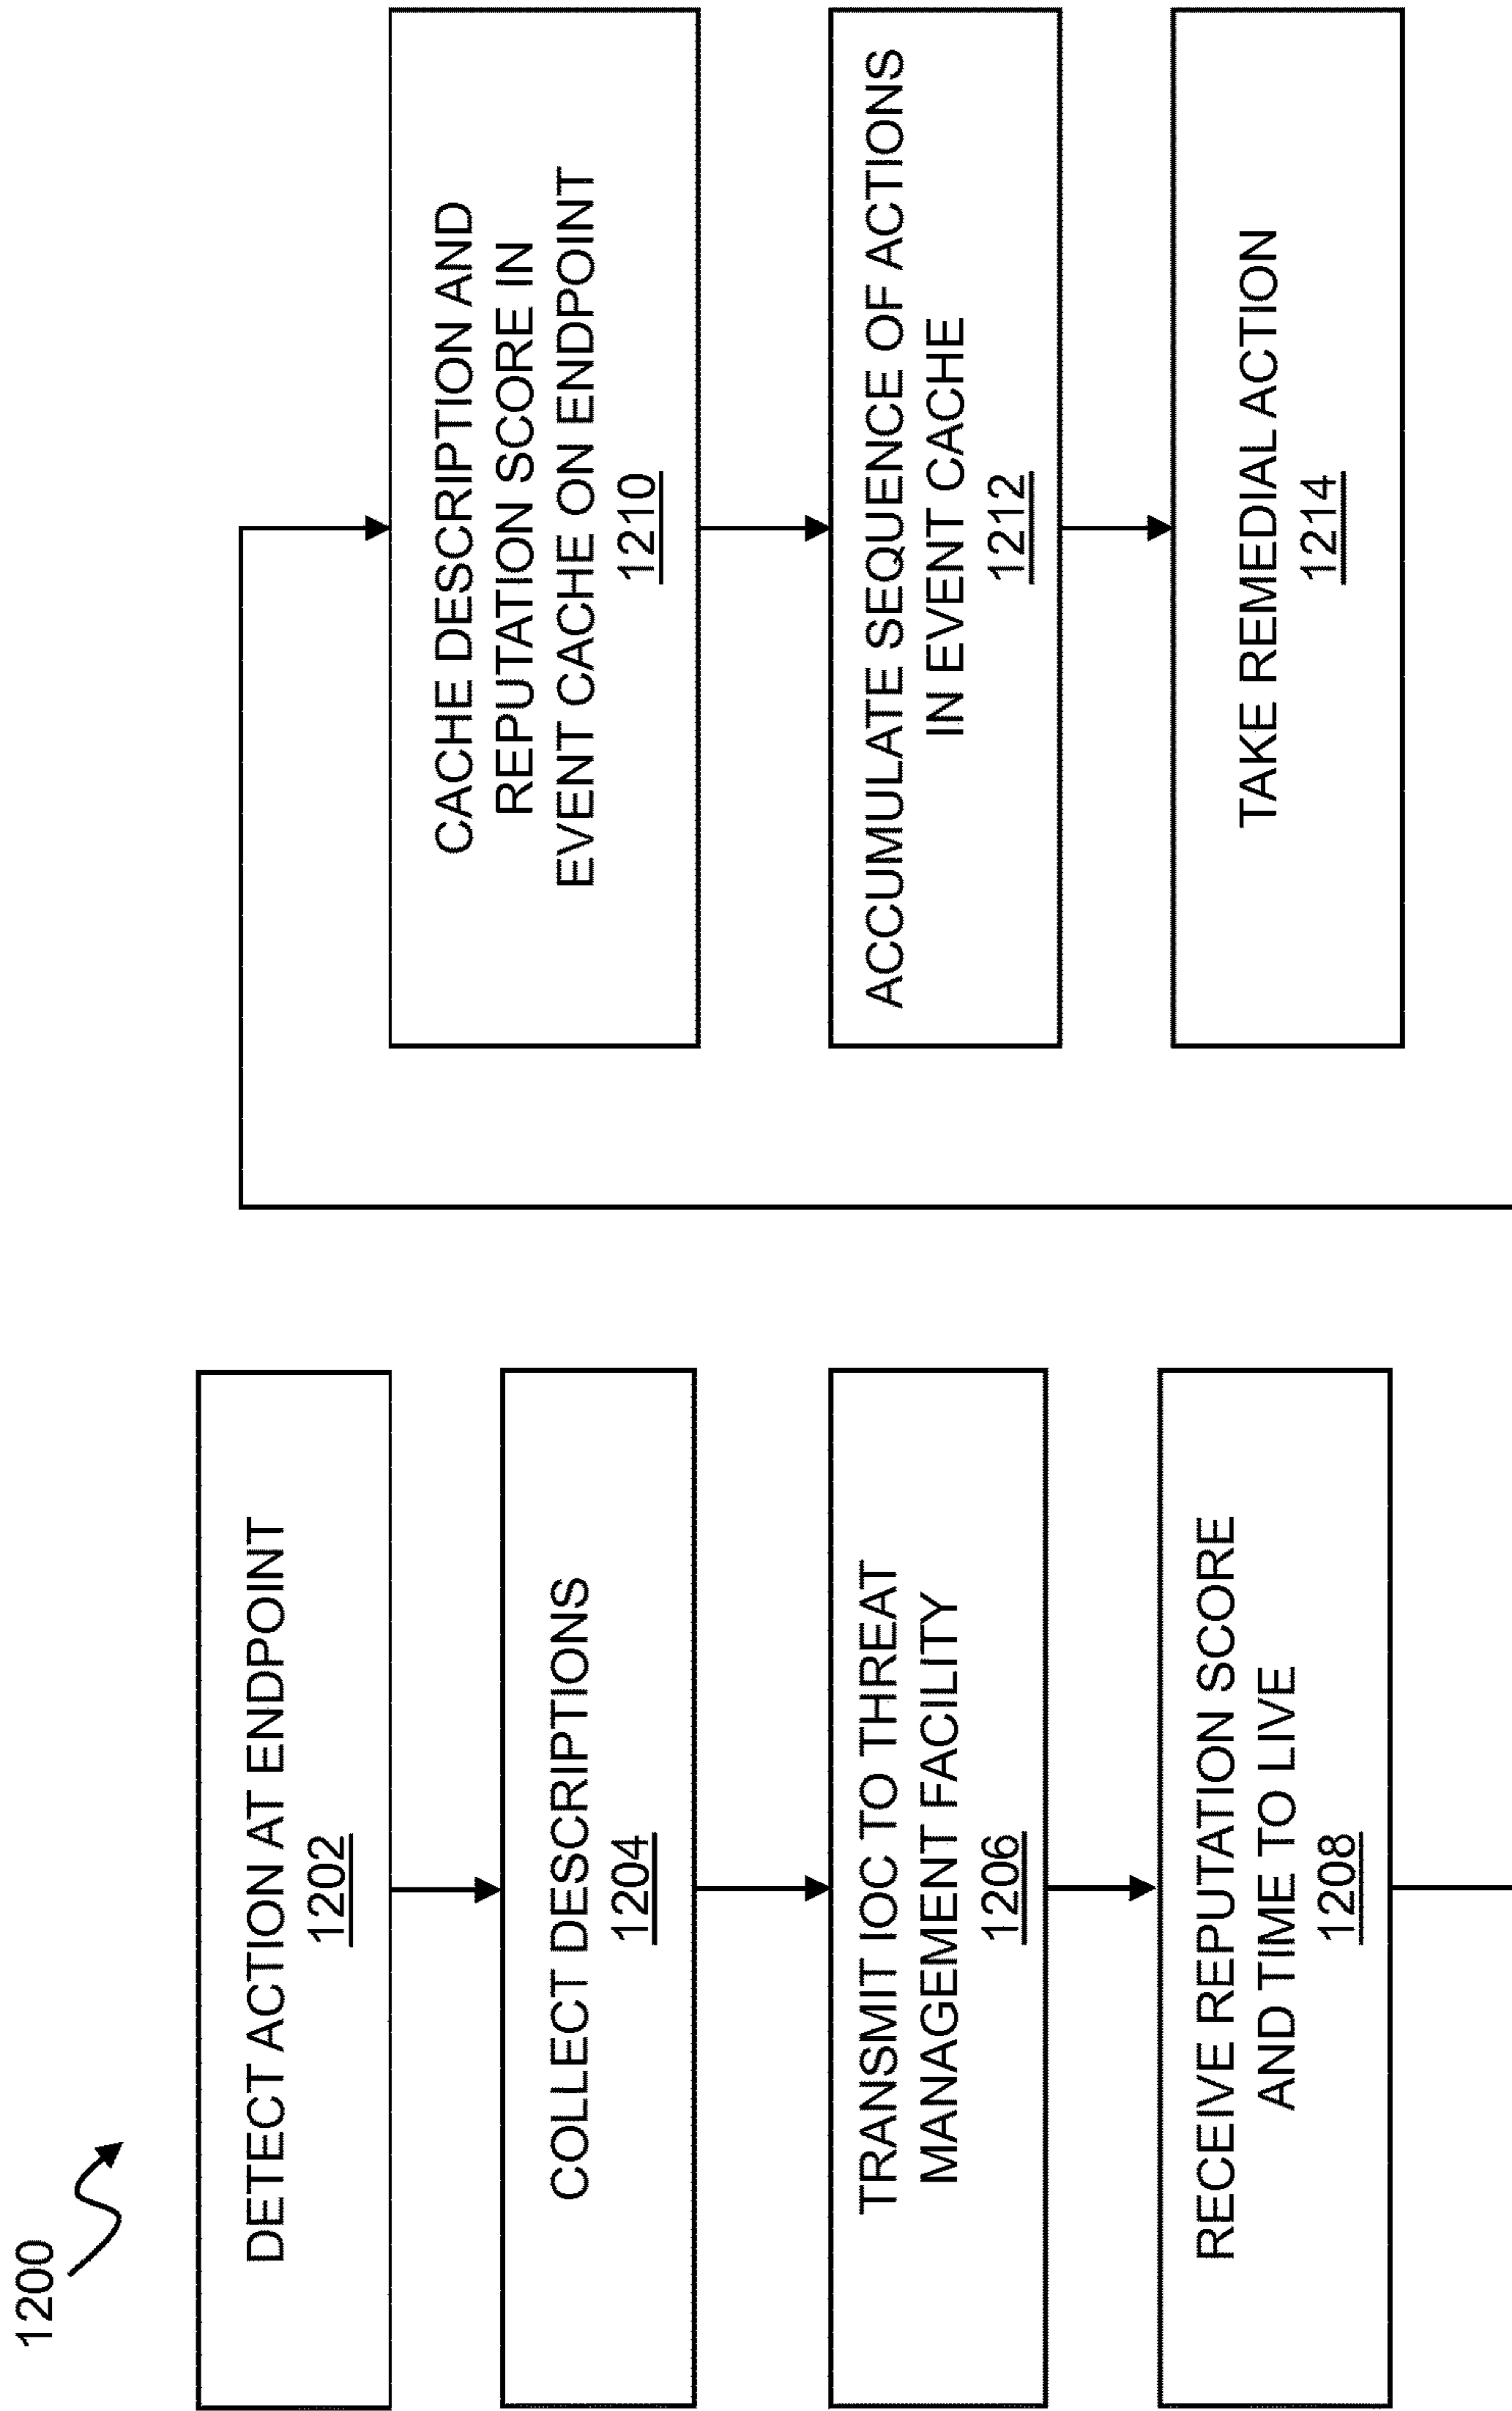 1200
DETECT ACTION AT ENDPOINT
1202
COLLECT DESCRIPTIONS
1204
TRANSMIT IOC TO THREAT
MANAGEMENT FACILITY
1206
RECEIVE REPUTATION SCORE
AND TIME TO LIVE
1208
CACHE DESCRIPTION AND
REPUTATION SCORE IN
EVENT CACHE ON ENDPOINT
1210
ACCUMULATE SEQUENCE OF ACTIONS
IN EVENT CACHE
1212
TAKE REMEDIAL ACTION
1214